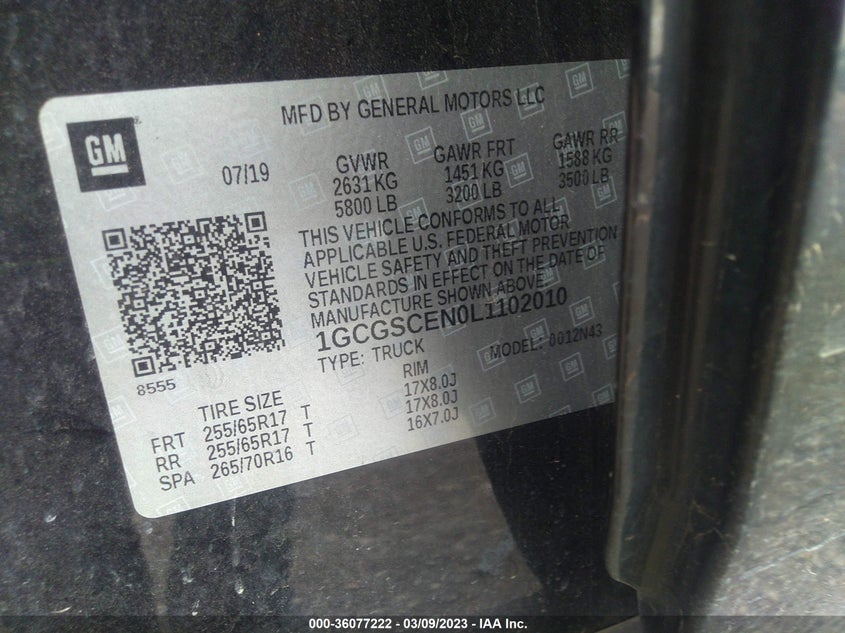 MFD BY GENERAL MOTORS LLC
GM
07/19
GVWR GAWR FRT GAWR RR
2631 KG 1451 KG 1588 KG
5800 LB 3200 LB 3500 LB
THIS VEHICLE CONFORMS TO ALL
APPLICABLE U.S. FEDERAL MOTOR
VEHICLE SAFETY AND THEFT PREVENTION
STANDARDS IN EFFECT ON THE DATE OF
MANUFACTURE SHOWN ABOVE.
1GCGSCEN0L1102010
TYPE: TRUCK MODEL: 0012N43
8555
TIRE SIZE RIM
FRT 255/65R17 T 17X8.0J
RR 255/65R17 T 17X8.0J
SPA 265/70R16 T 16X7.0J
000-36077222 - 03/09/2023 - IAA Inc.